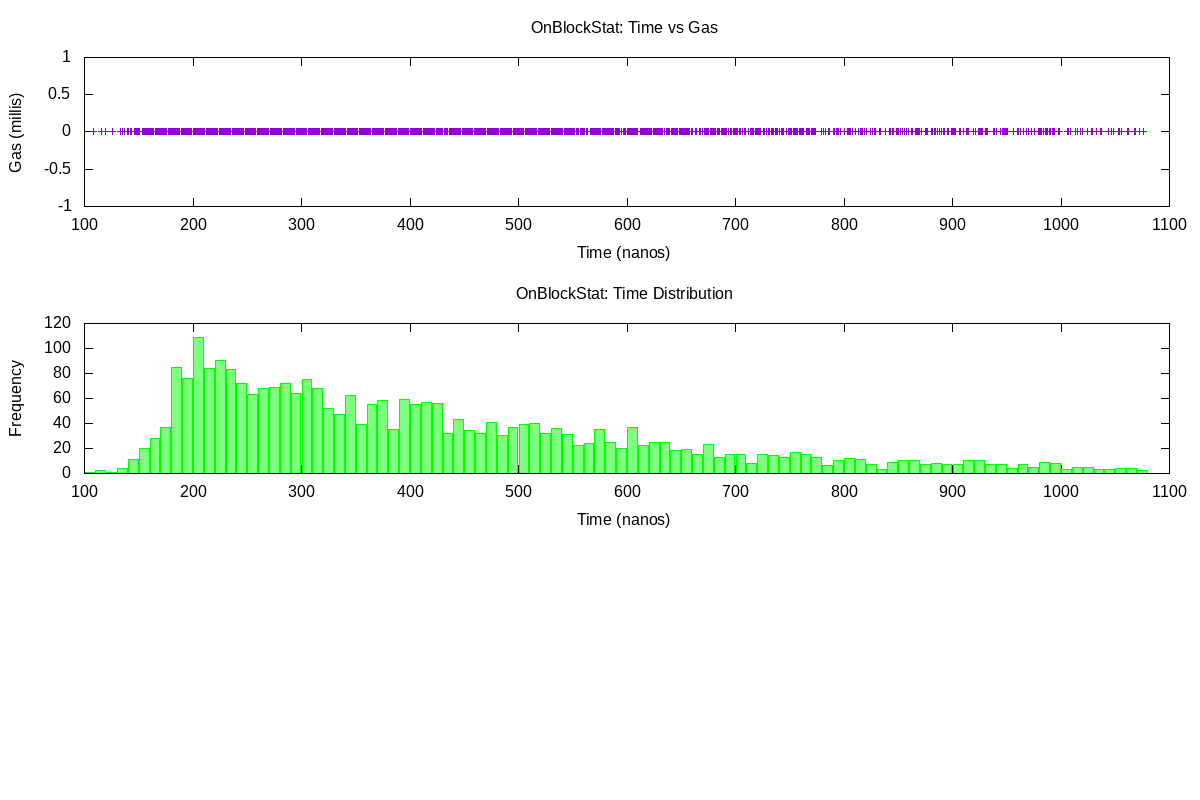 OnBlockStat: Time vs Gas
1
0.5
0
-0.5
-1
Gas (millis)
100 200 300 400 500 600 700 800 900 1000 1100
Time (nanos)
OnBlockStat: Time Distribution
120
100
80
60
40
20
0
Frequency
100 200 300 400 500 600 700 800 900 1000 1100
Time (nanos)